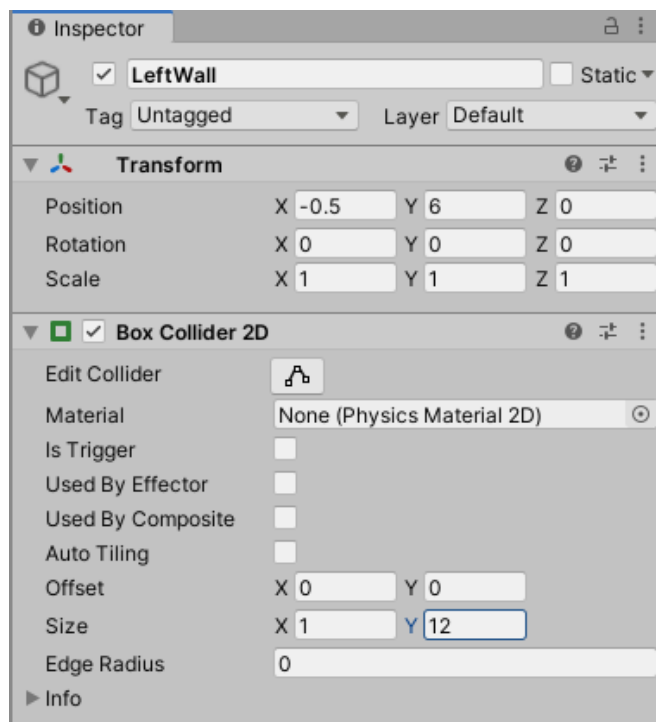 Inspector
LeftWall Static
Tag Untagged Layer Default
Transform
Position X -0.5 Y 6 Z 0
Rotation X 0 Y 0 Z 0
Scale X 1 Y 1 Z 1
Box Collider 2D
Edit Collider
Material None (Physics Material 2D)
Is Trigger
Used By Effector
Used By Composite
Auto Tiling
Offset X 0 Y 0
Size X 1 Y 12
Edge Radius 0
Info